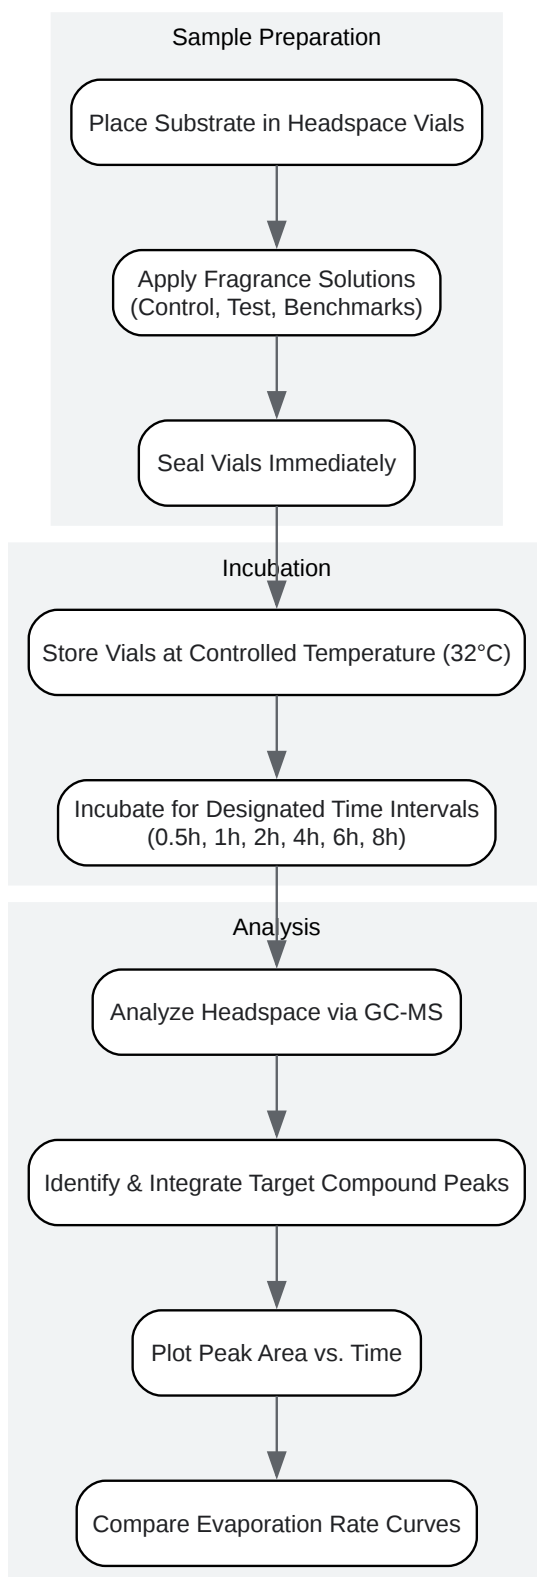 Sample Preparation
Place Substrate in Headspace Vials
Apply Fragrance Solutions
(Control, Test, Benchmarks)
Seal Vials Immediately
Incubation
Store Vials at Controlled Temperature (32°C)
Incubate for Designated Time Intervals
(0.5h, 1h, 2h, 4h, 6h, 8h)
Analysis
Analyze Headspace via GC-MS
Identify & Integrate Target Compound Peaks
Plot Peak Area vs. Time
Compare Evaporation Rate Curves